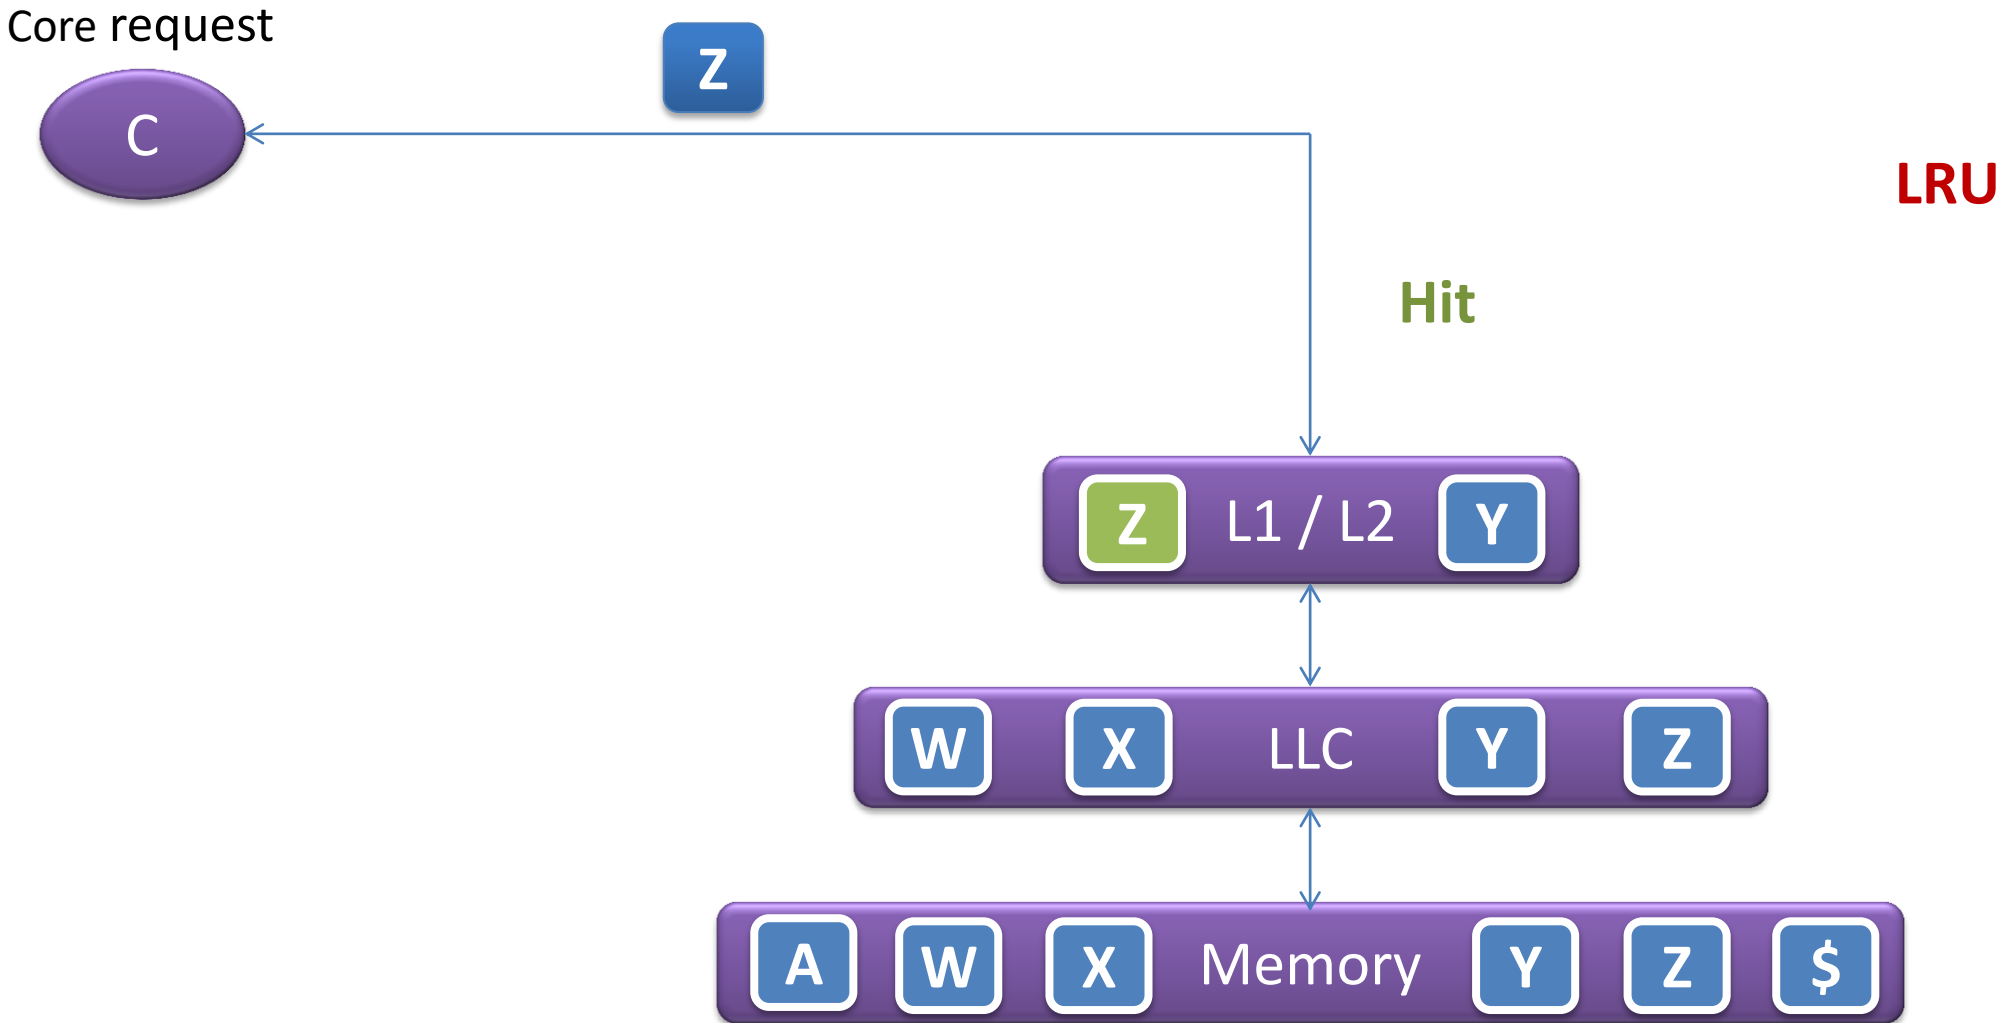 Core request
Z
C
LRU
Hit
Z L1 / L2 Y
W X LLC Y Z
A W X Memory Y Z $